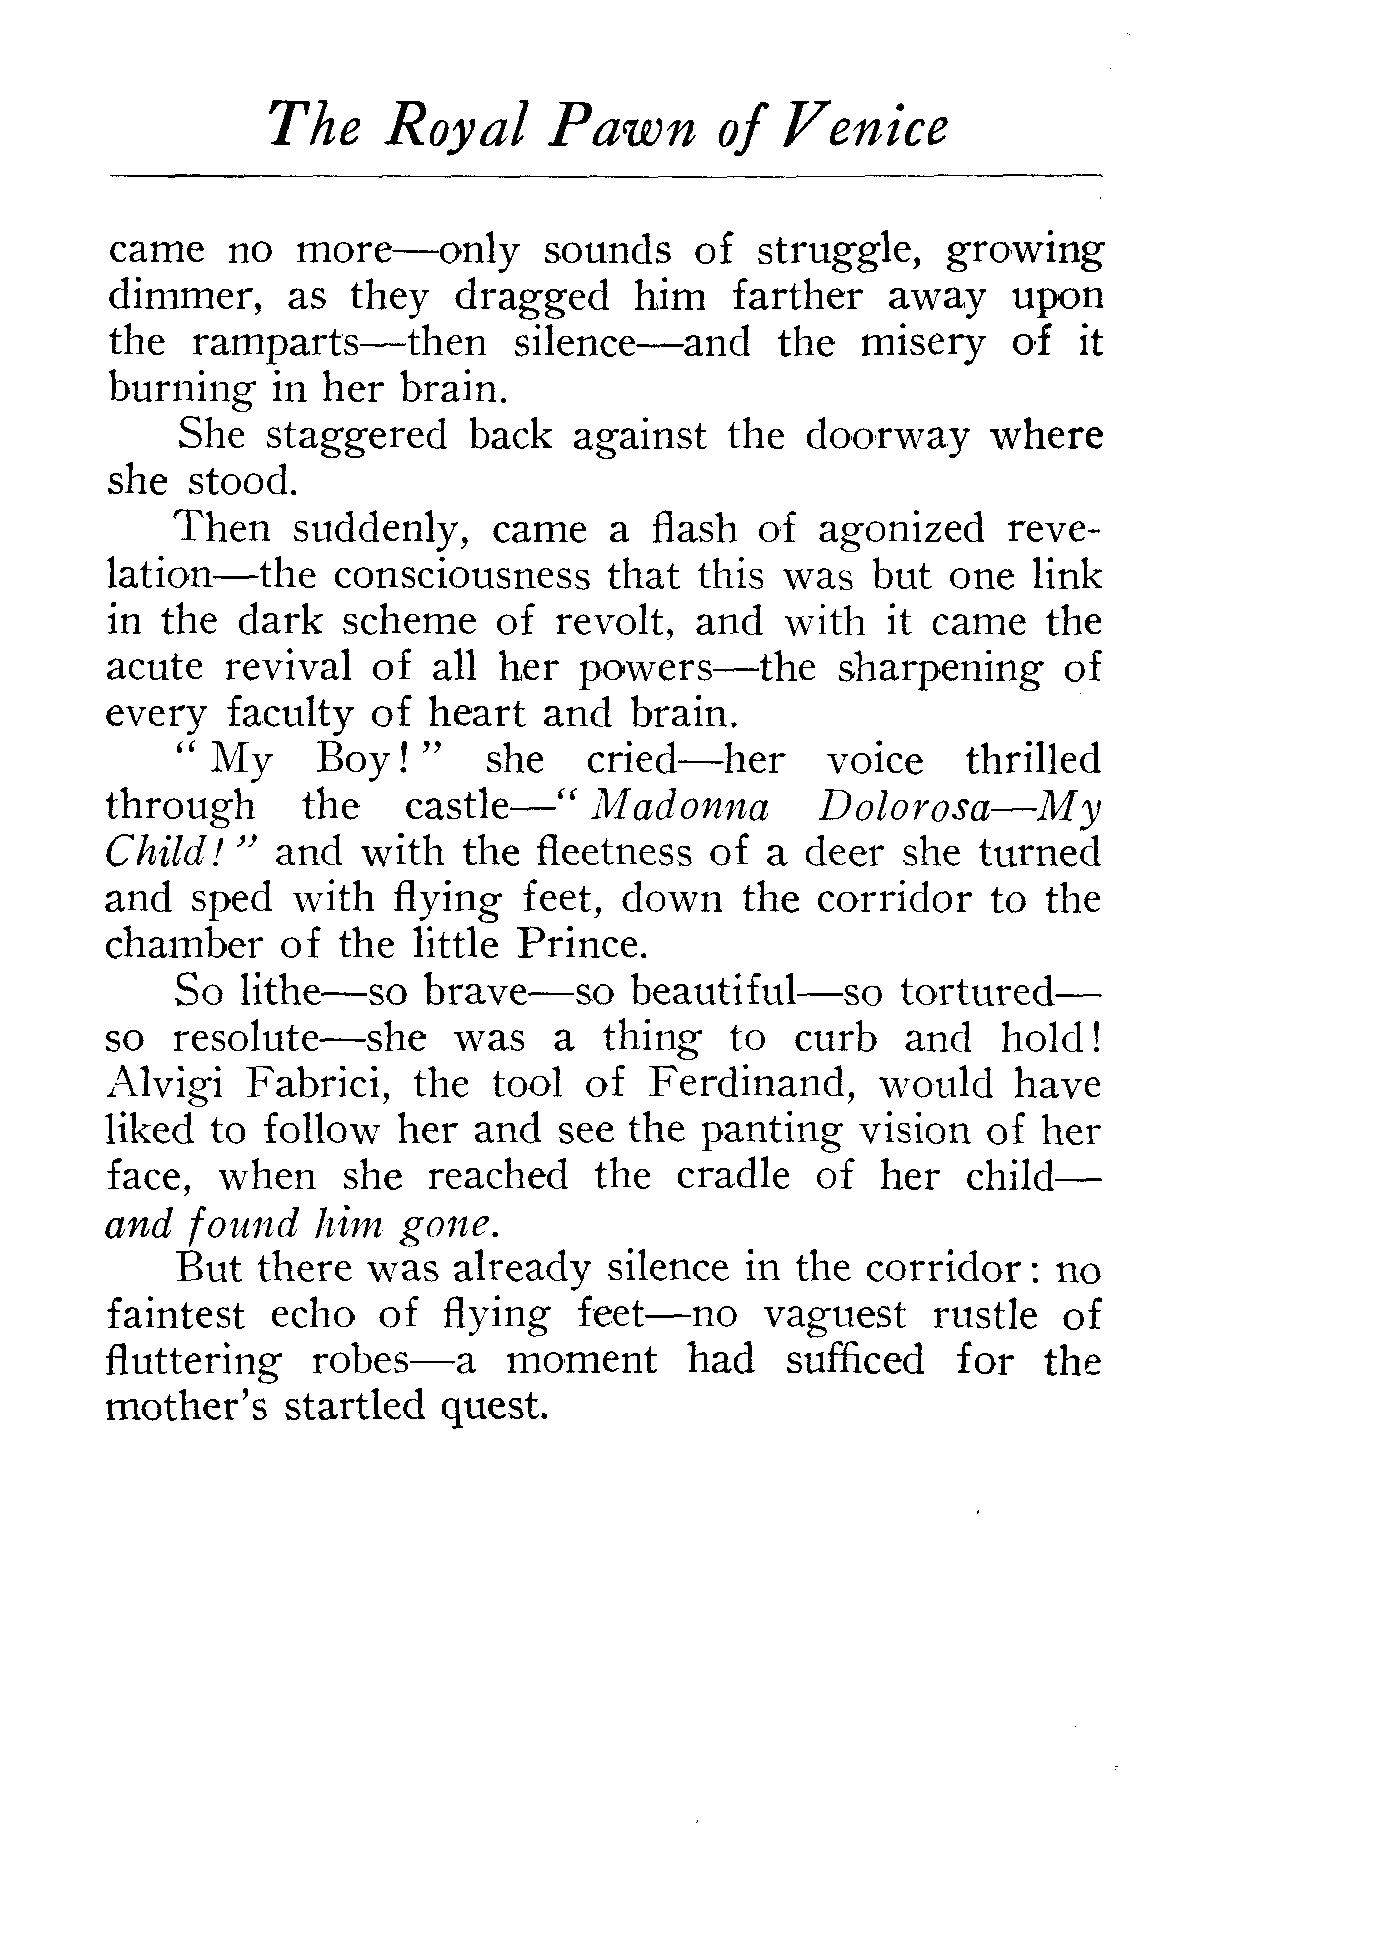 The Royal Pawn of Venice
came no more—only sounds of struggle, growing
dimmer, as they dragged him farther away upon
the ramparts—then silence—and the misery of it
burning in her brain.
She staggered back against the doorway where
she stood.
Then suddenly, came a flash of agonized reve-
lation—the consciousness that this was but one link
in the dark scheme of revolt, and with it came the
acute revival of all her powers—the sharpening of
every faculty of heart and brain.
“ My Boy! ” she cried—her voice thrilled
through the castle—“ Madonna Dolorosa—My
Child! ” and with the fleetness of a deer she turned
and sped with flying feet, down the corridor to the
chamber of the little Prince.
So lithe—so brave—so beautiful—so tortured—
so resolute—she was a thing to curb and hold!
Alvigi Fabrici, the tool of Ferdinand, would have
liked to follow her and see the panting vision of her
face, when she reached the cradle of her child—
and found him gone.
But there was already silence in the corridor: no
faintest echo of flying feet—no vaguest rustle of
fluttering robes—a moment had sufficed for the
mother’s startled quest.